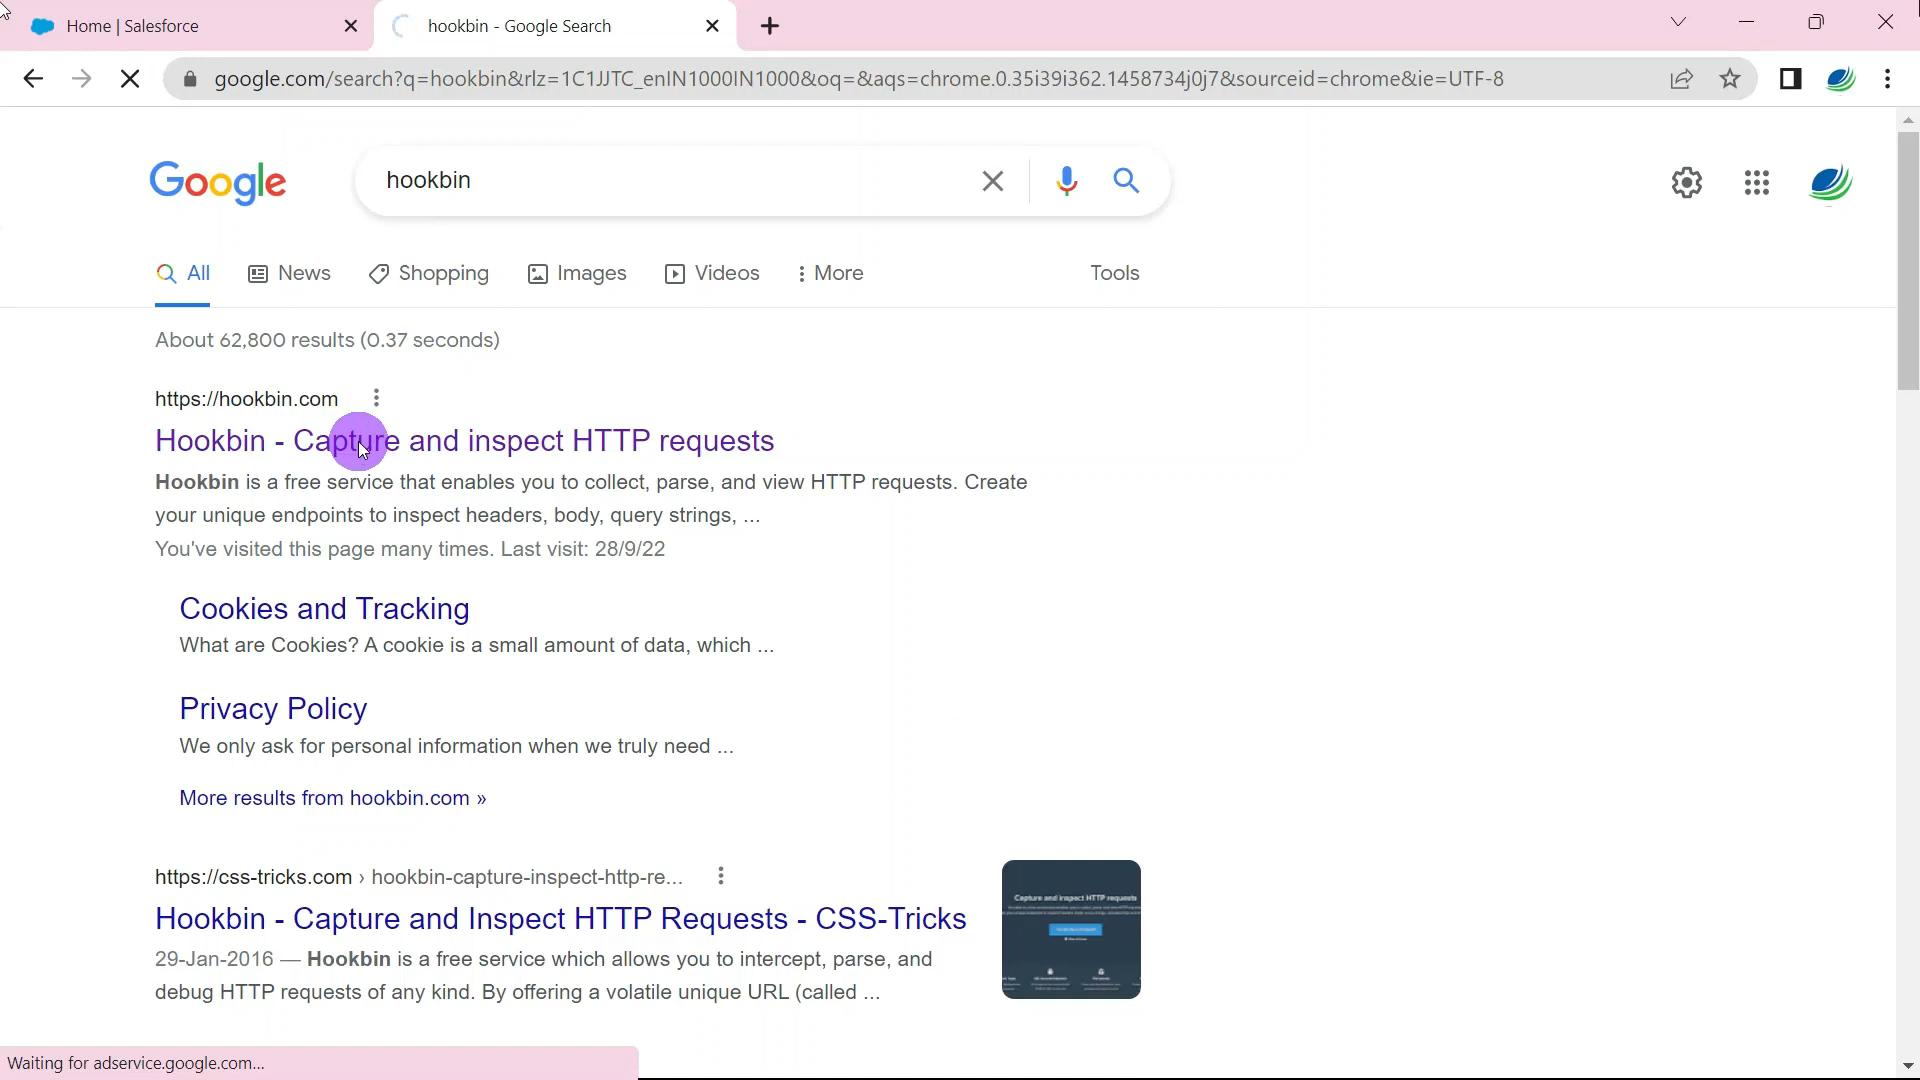 Home | Salesforce
hookbin - Google Search
google.com/search?q=hookbin&rlz=1C1JJTC_enIN1000IN1000&oq=&aqs=chrome.0.35i39i362.1458734j0j7&sourceid=chrome&ie=UTF-8
Google
hookbin
All
News
Shopping
Images
Videos
More
Tools
About 62,800 results (0.37 seconds)
https://hookbin.com
Hookbin - Capture and inspect HTTP requests
Hookbin is a free service that enables you to collect, parse, and view HTTP requests. Create
your unique endpoints to inspect headers, body, query strings, ...
You've visited this page many times. Last visit: 28/9/22
Cookies and Tracking
What are Cookies? A cookie is a small amount of data, which ...
Privacy Policy
We only ask for personal information when we truly need ...
More results from hookbin.com »
https://css-tricks.com › hookbin-capture-inspect-http-re...
Hookbin - Capture and Inspect HTTP Requests - CSS-Tricks
29-Jan-2016 — Hookbin is a free service which allows you to intercept, parse, and
debug HTTP requests of any kind. By offering a volatile unique URL (called ...
Capture and inspect HTTP requests
Waiting for adservice.google.com...